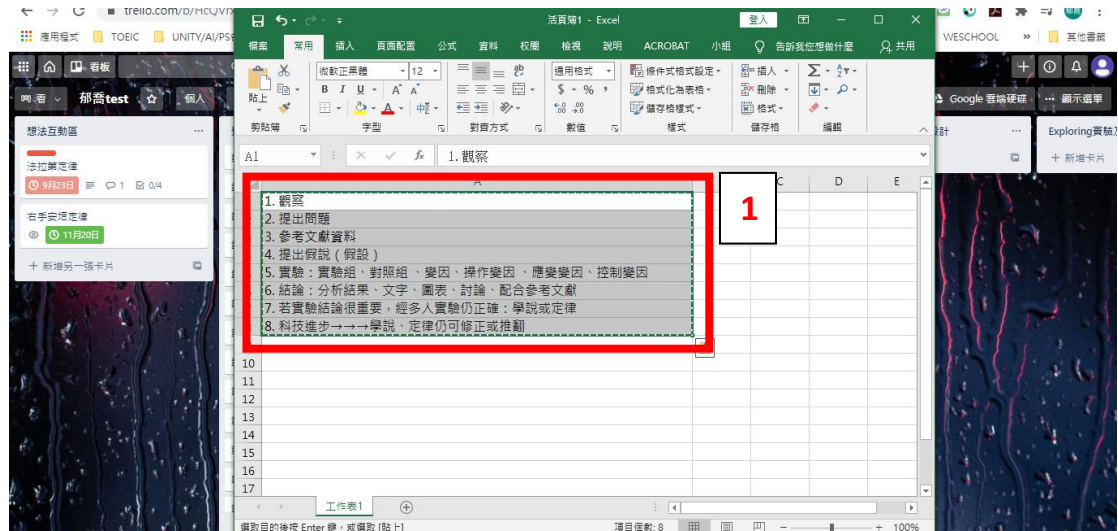 trello.com/b/HcQVrx
應用程式 TOEIC UNITY/AI/PS
WESCHOOL » 其他書籤
看板
郁喬test ☆ 個人
Google 雲端硬碟 ··· 顯示選單
想法互動區 ···
法拉第定律
9月23日 1 0/4
右手安培定律
11月20日
+ 新增另一張卡片
設計 ··· Exploring實驗
+ 新增卡片
活頁簿1 - Excel 登入
檔案 常用 插入 頁面配置 公式 資料 校閱 檢視 說明 ACROBAT 小組 告訴我您想做什麼 共用
貼上
微軟正黑體 12
B I U A A
通用格式
$ % ,
條件式格式設定
格式化為表格
儲存格樣式
插入
刪除
格式
剪貼簿 字型 對齊方式 數值 樣式 儲存格 編輯
A1 fx 1. 觀察
A C D E
1. 觀察
2. 提出問題
3. 參考文獻資料
4. 提出假說（假設）
5. 實驗：實驗組、對照組 、變因、操作變因 、應變變因、控制變因
6. 結論：分析結果、文字、圖表、討論、配合參考文獻
7. 若實驗結論很重要，經多人實驗仍正確：學說或定律
8. 科技進步→→→學說、定律仍可修正或推翻
1
10
11
12
13
14
15
16
17
工作表1
選取目的後按 Enter 鍵，或選取 [貼上] 項目個數: 8 100%